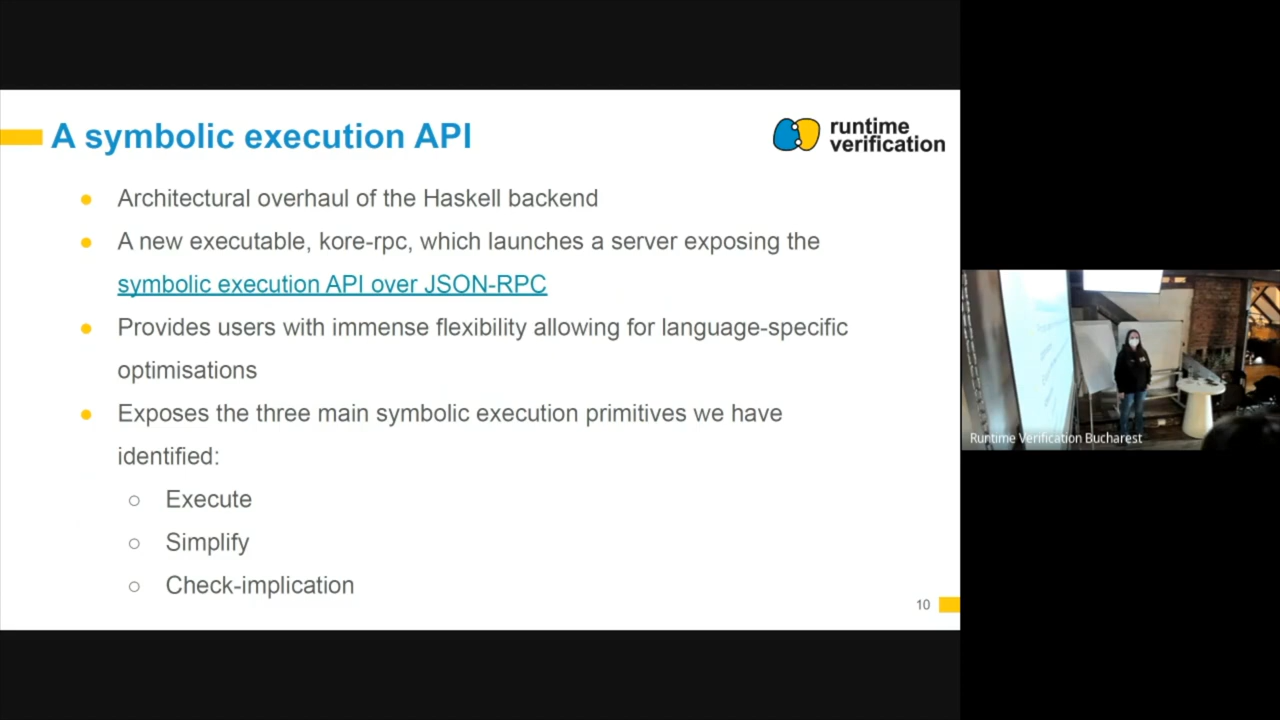 A symbolic execution API
runtime
verification
Architectural overhaul of the Haskell backend
A new executable, kore-rpc, which launches a server exposing the
symbolic execution API over JSON-RPC
Provides users with immense flexibility allowing for language-specific
optimisations
Exposes the three main symbolic execution primitives we have
identified:
Execute
Simplify
Check-implication
10
Runtime Verification Bucharest